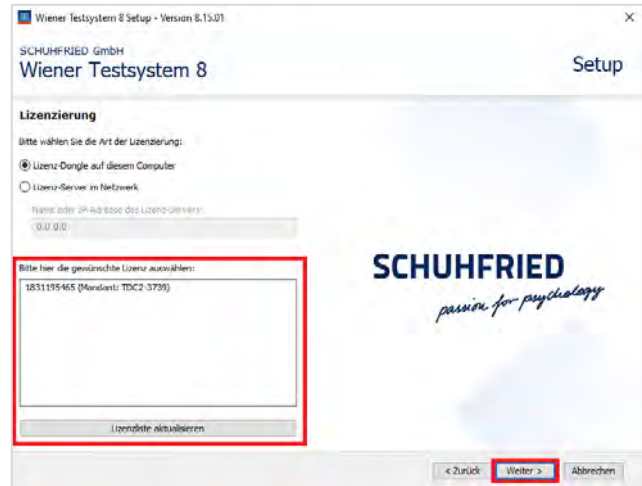 Wiener Testsystem 8 Setup - Version 8.15.01
SCHUHFRIED GmbH
Wiener Testsystem 8
Setup
Lizenzierung
Bitte wählen Sie die Art der Lizenzierung:
Lizenz-Dongle auf diesem Computer
Lizenz-Server im Netzwerk
Name oder IP-Adresse des Lizenz-Servers:
0.0.0.0
Bitte hier die gewünschte Lizenz auswählen:
1831195465 (Mandant: TDC2-3739)
Lizenzliste aktualisieren
SCHUHFRIED
passion for psychology
< Zurück
Weiter >
Abbrechen